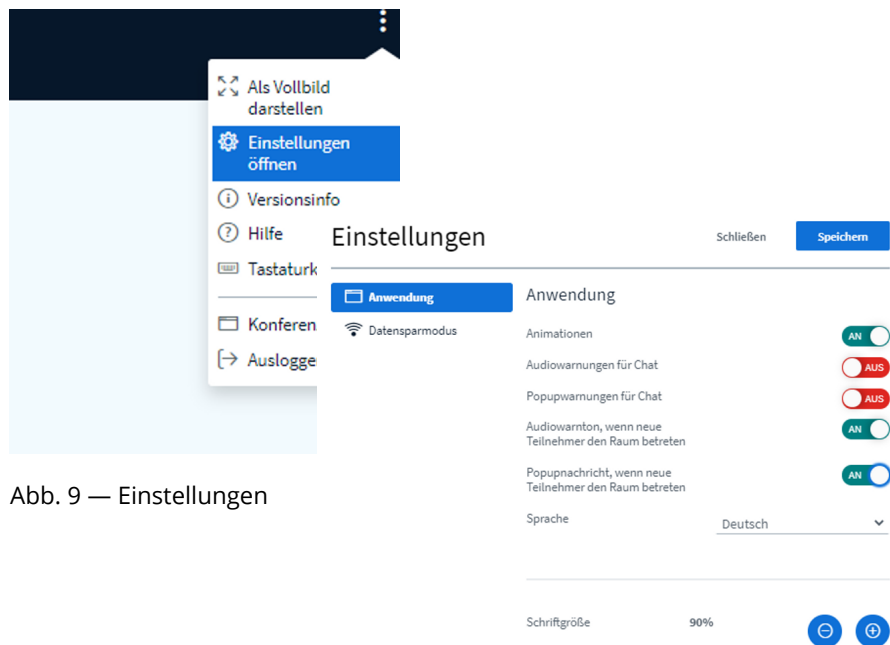 Als Vollbild
darstellen
Einstellungen
öffnen
Versionsinfo
Hilfe
Tastaturk
Konferen
Auslogge
Einstellungen
Schließen
Speichern
Anwendung
Datensparmodus
Anwendung
Animationen
AN
Audiowarnungen für Chat
AUS
Popupwarnungen für Chat
AUS
Audiowarnton, wenn neue
Teilnehmer den Raum betreten
AN
Popupnachricht, wenn neue
Teilnehmer den Raum betreten
AN
Sprache
Deutsch
Schriftgröße
90%
Abb. 9 — Einstellungen